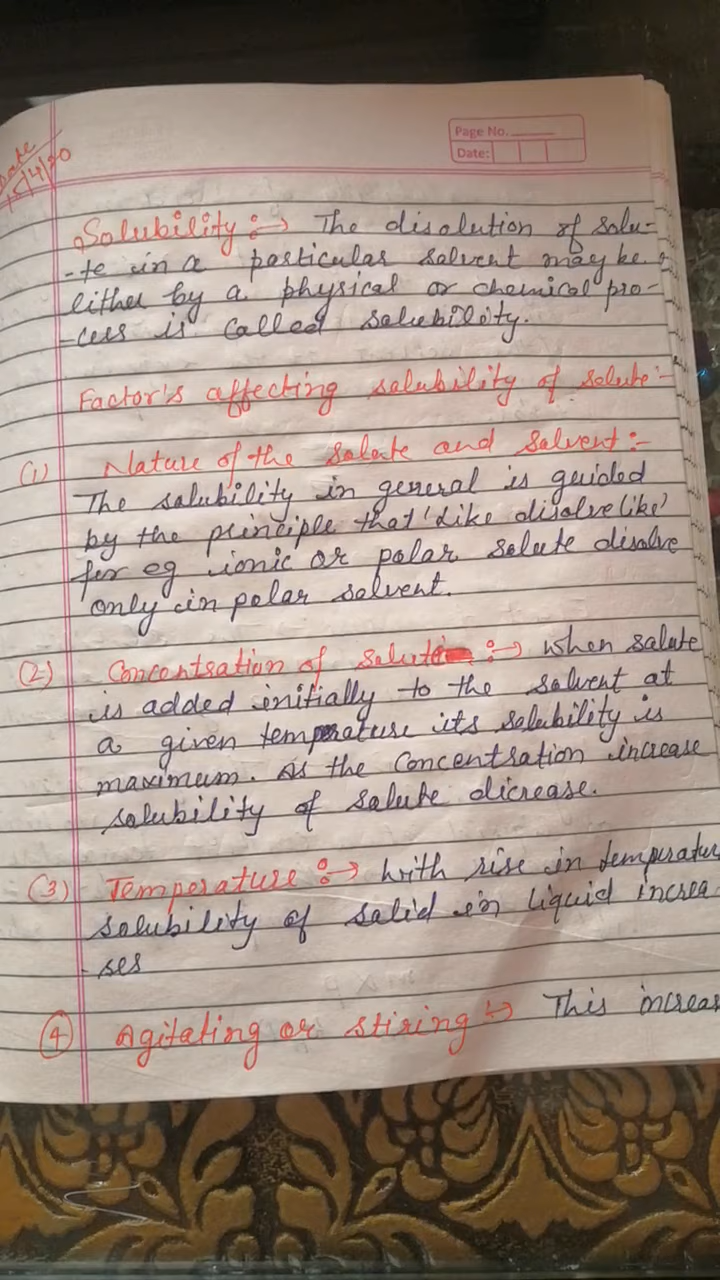 Page No.
Date:
Date
15/4/20
Solubility :→ The disolution of solu-
-te in a particular solvent may be
either by a physical or chemical pro-
-cess is called solubility.
Factor's affecting solubility of solute :-
(1) Nature of the solute and solvent :-
The solubility in general is guided
by the principle that 'Like disolve like'
for eg ionic or polar solute disolve
only in polar solvent.
(2) Concentration of solute :→ when solute
is added initially to the solvent at
a given temperature its solubility is
maximum. As the concentration increase
solubility of solute dicrease.
(3) Temperature :→ With rise in temperatur
solubility of solid in liquid increa-
-ses
(4) Agitating or stiring :→ This increas